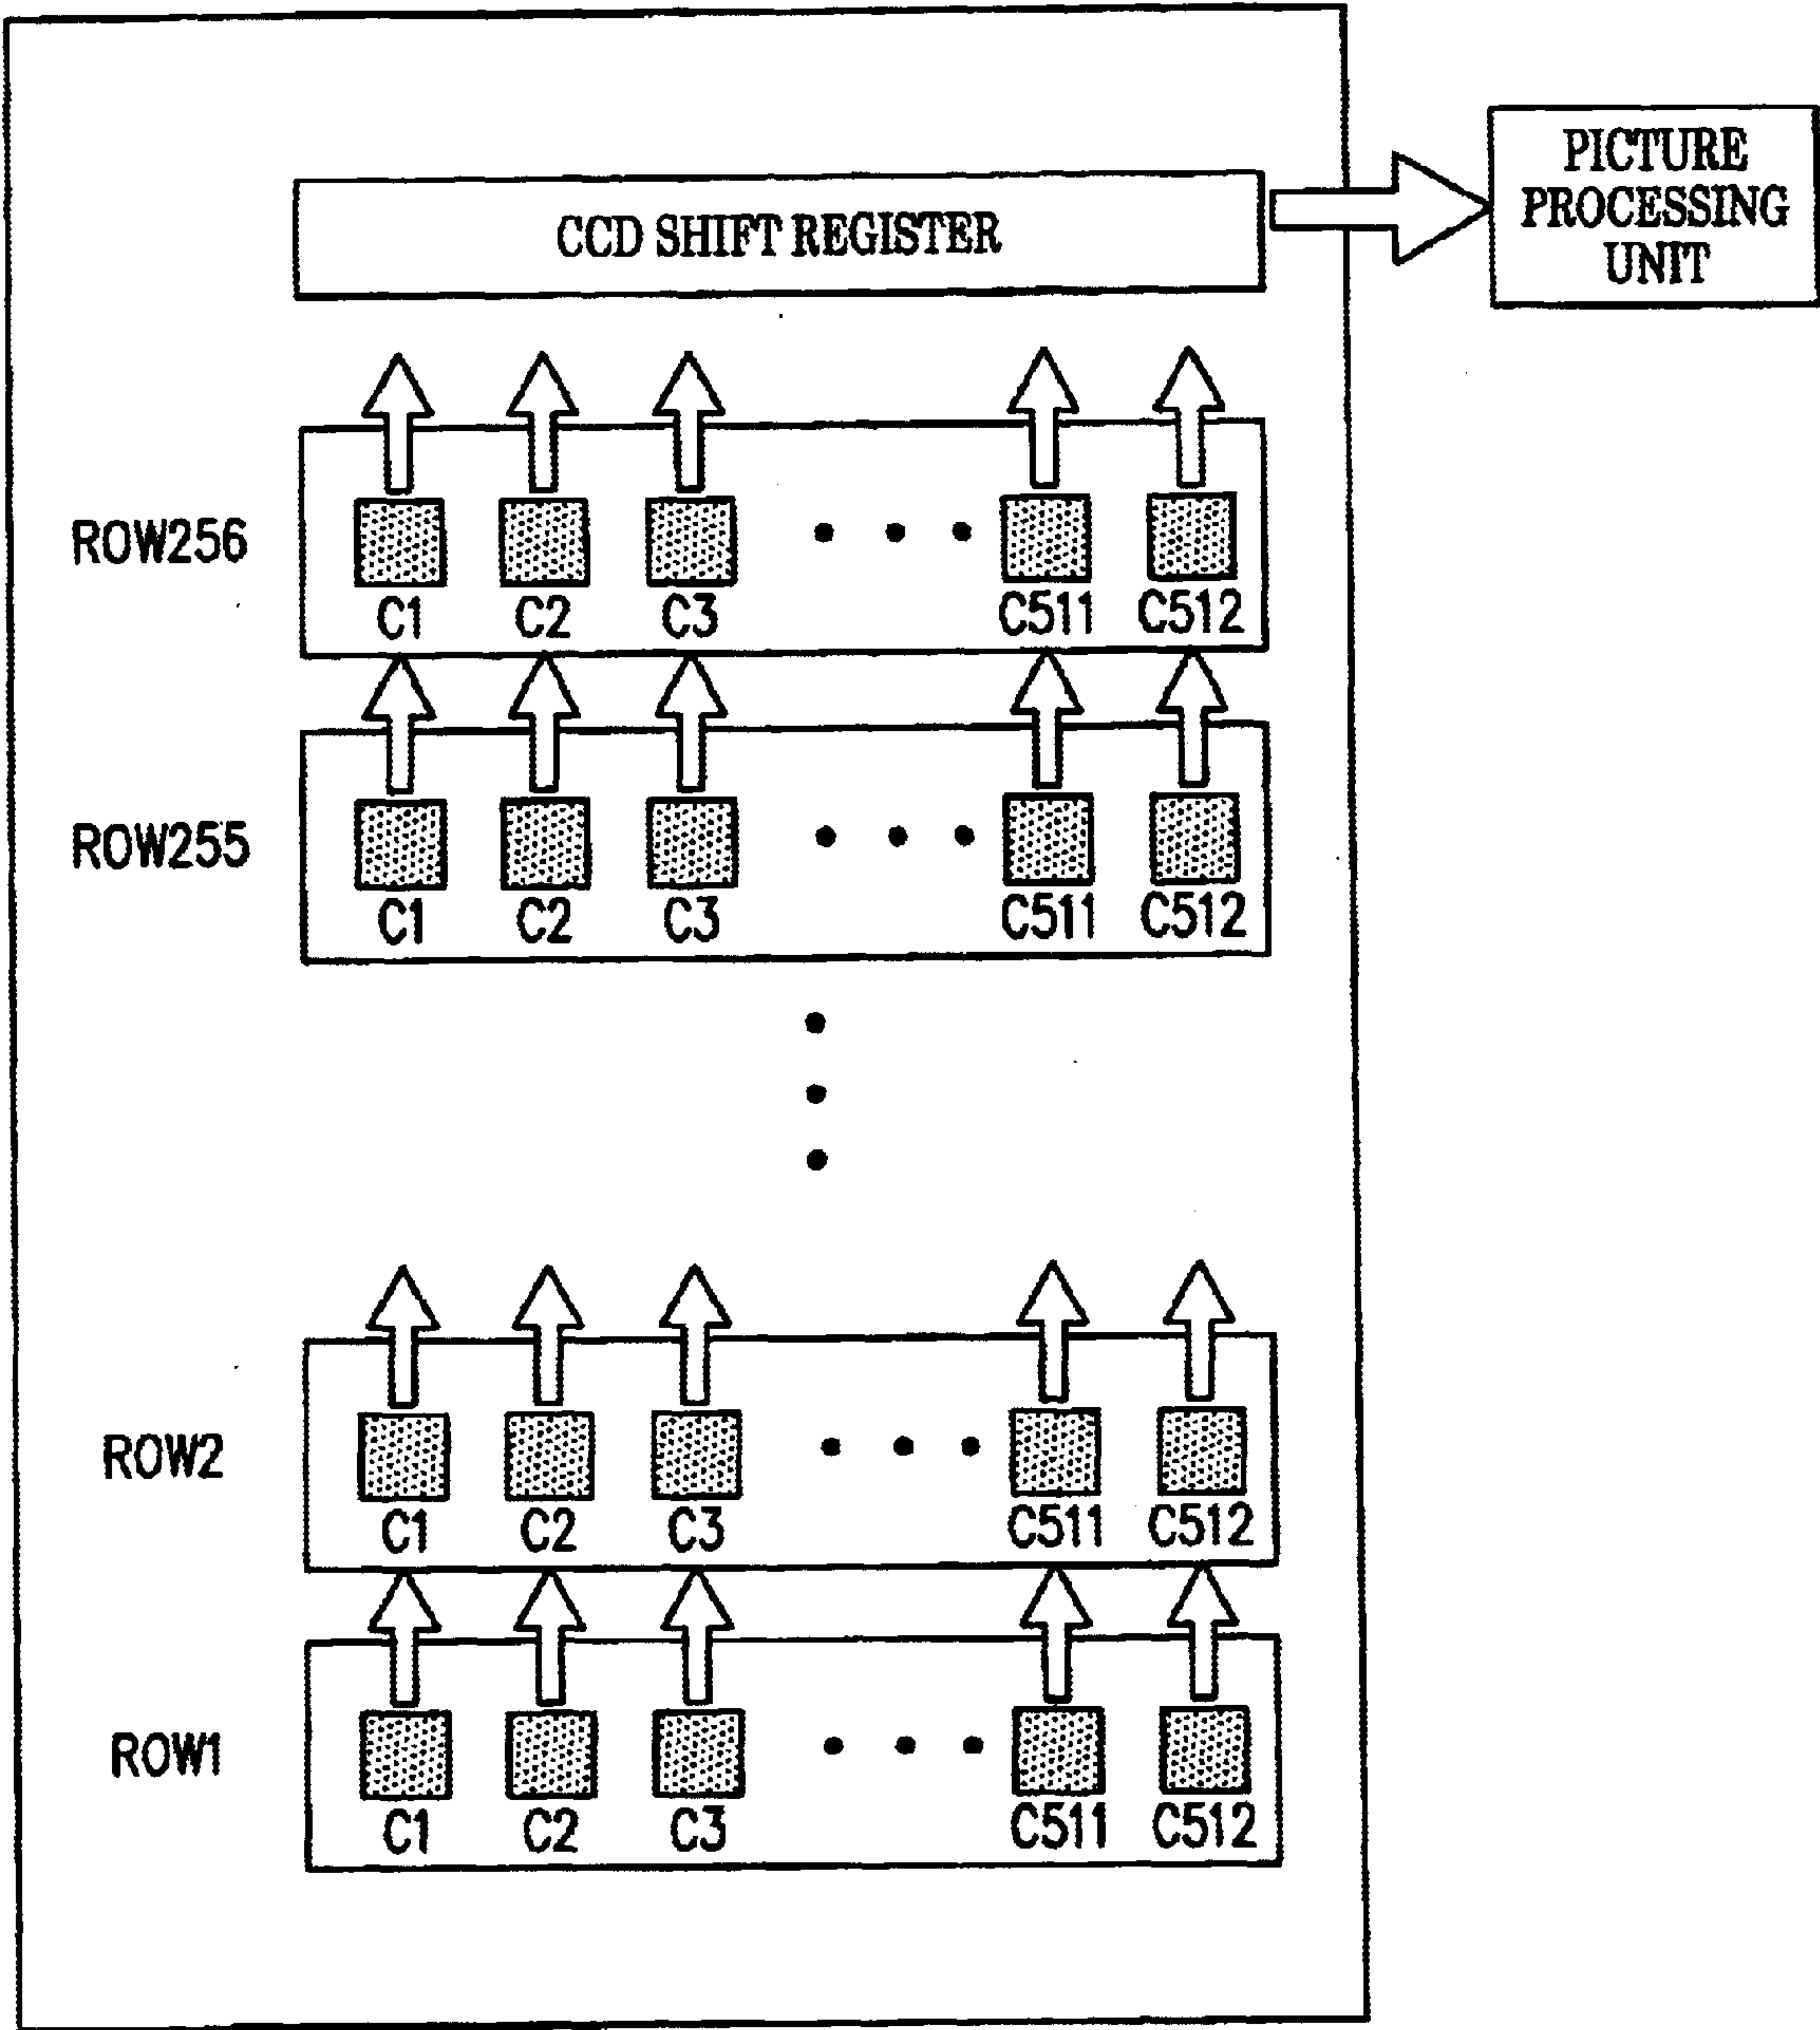 PICTURE
PROCESSING
UNIT
CCD SHIFT REGISTER
ROW256
C1 C2 C3 C511 C512
ROW255
C1 C2 C3 C511 C512
ROW2
C1 C2 C3 C511 C512
ROW1
C1 C2 C3 C511 C512